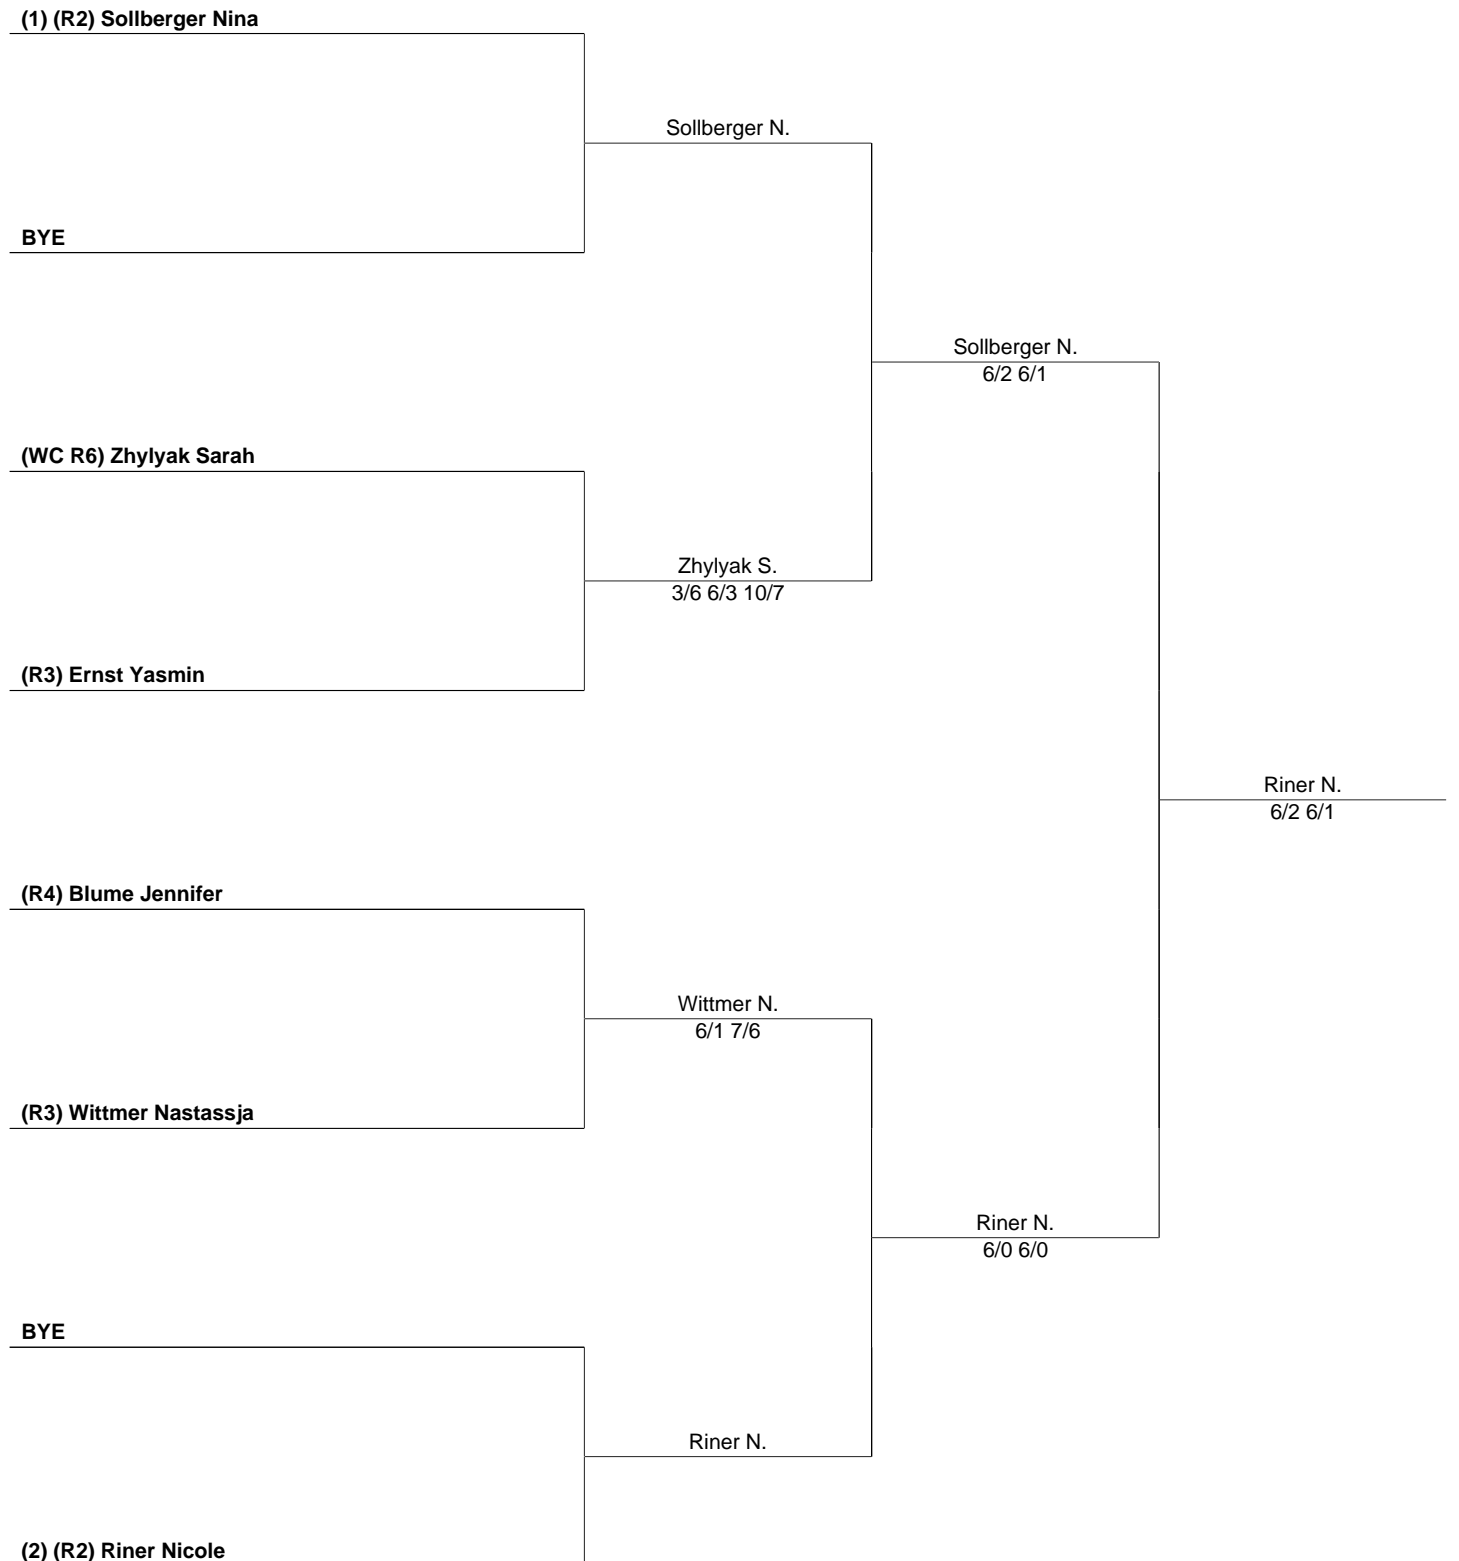 (1) (R2) Sollberger Nina
Sollberger N.
BYE
Sollberger N.
6/2 6/1
(WC R6) Zhylyak Sarah
Zhylyak S.
3/6 6/3 10/7
(R3) Ernst Yasmin
Riner N.
6/2 6/1
(R4) Blume Jennifer
Wittmer N.
6/1 7/6
(R3) Wittmer Nastassja
Riner N.
6/0 6/0
BYE
Riner N.
(2) (R2) Riner Nicole